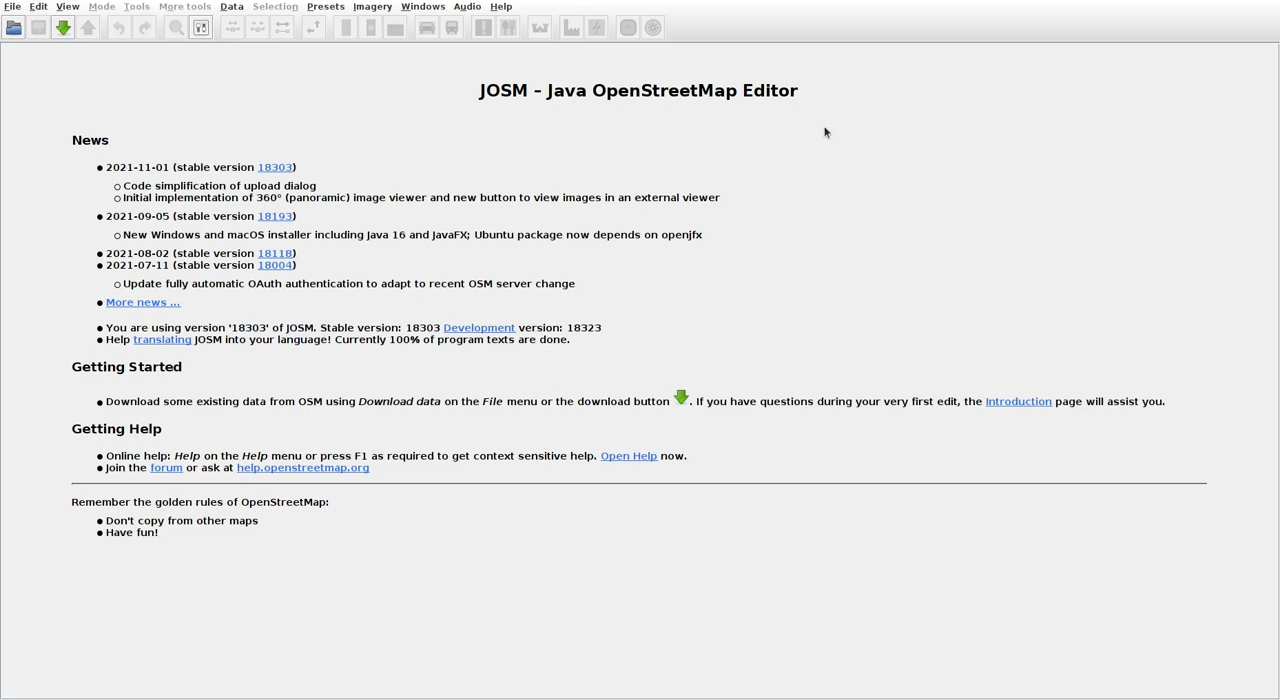 File Edit View Mode Tools More tools Data Selection Presets Imagery Windows Audio Help
JOSM – Java OpenStreetMap Editor
News
2021-11-01 (stable version 18303)
Code simplification of upload dialog
Initial implementation of 360° (panoramic) image viewer and new button to view images in an external viewer
2021-09-05 (stable version 18193)
New Windows and macOS installer including Java 16 and JavaFX; Ubuntu package now depends on openjfx
2021-08-02 (stable version 18118)
2021-07-11 (stable version 18004)
Update fully automatic OAuth authentication to adapt to recent OSM server change
More news ...
You are using version '18303' of JOSM. Stable version: 18303 Development version: 18323
Help translating JOSM into your language! Currently 100% of program texts are done.
Getting Started
Download some existing data from OSM using Download data on the File menu or the download button . If you have questions during your very first edit, the Introduction page will assist you.
Getting Help
Online help: Help on the Help menu or press F1 as required to get context sensitive help. Open Help now.
Join the forum or ask at help.openstreetmap.org
Remember the golden rules of OpenStreetMap:
Don't copy from other maps
Have fun!